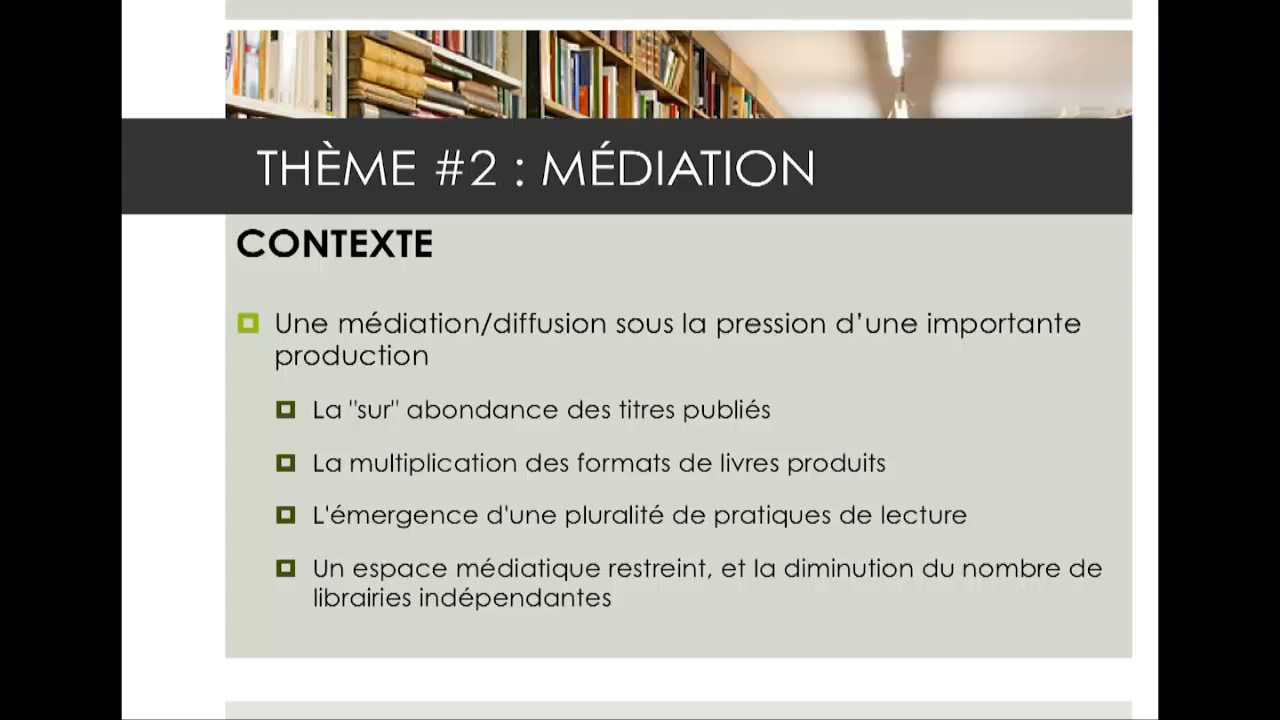 THÈME #2 : MÉDIATION
CONTEXTE
Une médiation/diffusion sous la pression d’une importante
production
La "sur" abondance des titres publiés
La multiplication des formats de livres produits
L'émergence d'une pluralité de pratiques de lecture
Un espace médiatique restreint, et la diminution du nombre de
librairies indépendantes